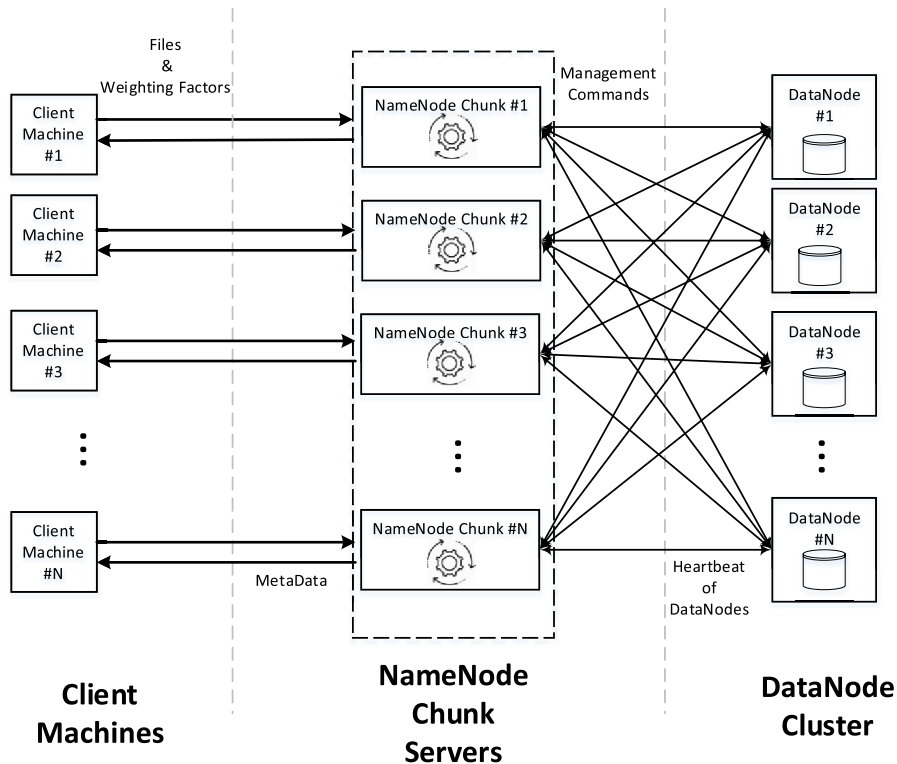 Files
&
Weighting Factors
Client
Machine
#1
Client
Machine
#2
Client
Machine
#3
Client
Machine
#N
NameNode Chunk #1
NameNode Chunk #2
NameNode Chunk #3
NameNode Chunk #N
MetaData
Management
Commands
DataNode
#1
DataNode
#2
DataNode
#3
DataNode
#N
Heartbeat
of
DataNodes
Client
Machines
NameNode
Chunk
Servers
DataNode
Cluster